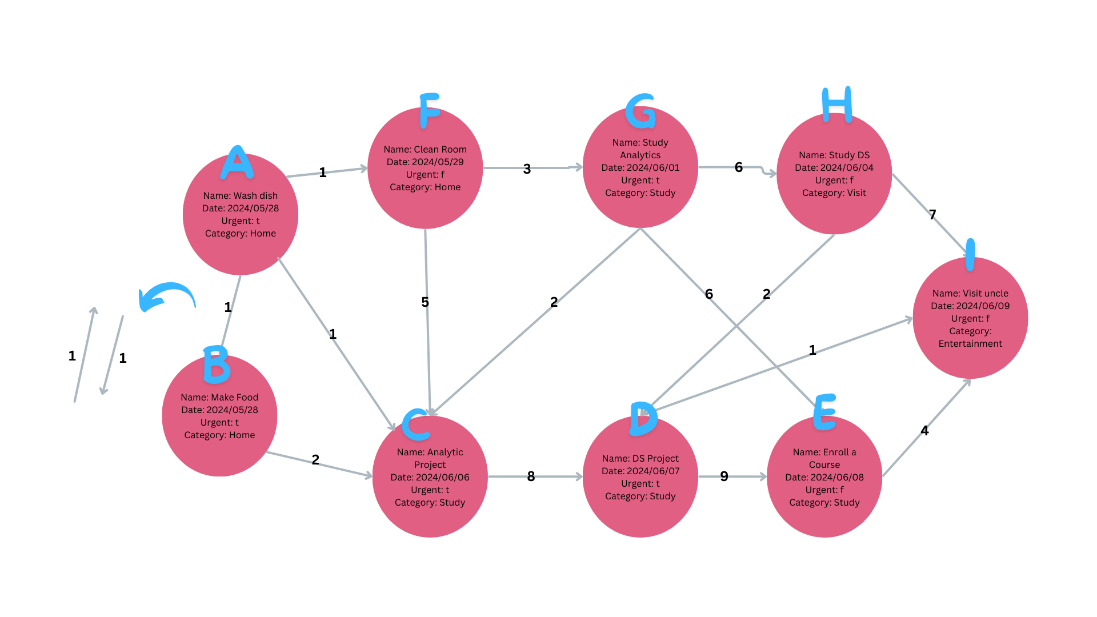 A
Name: Wash dish
Date: 2024/05/28
Urgent: t
Category: Home
F
Name: Clean Room
Date: 2024/05/29
Urgent: f
Category: Home
G
Name: Study
Analytics
Date: 2024/06/01
Urgent: t
Category: Study
H
Name: Study DS
Date: 2024/06/04
Urgent: f
Category: Visit
I
Name: Visit uncle
Date: 2024/06/09
Urgent: f
Category:
Entertainment
B
Name: Make Food
Date: 2024/05/28
Urgent: t
Category: Home
C
Name: Analytic
Project
Date: 2024/06/06
Urgent: t
Category: Study
D
Name: DS Project
Date: 2024/06/07
Urgent: t
Category: Study
E
Name: Enroll a
Course
Date: 2024/06/08
Urgent: f
Category: Study
1
3
6
7
1
1
5
2
6
2
1
1
1
2
8
9
4